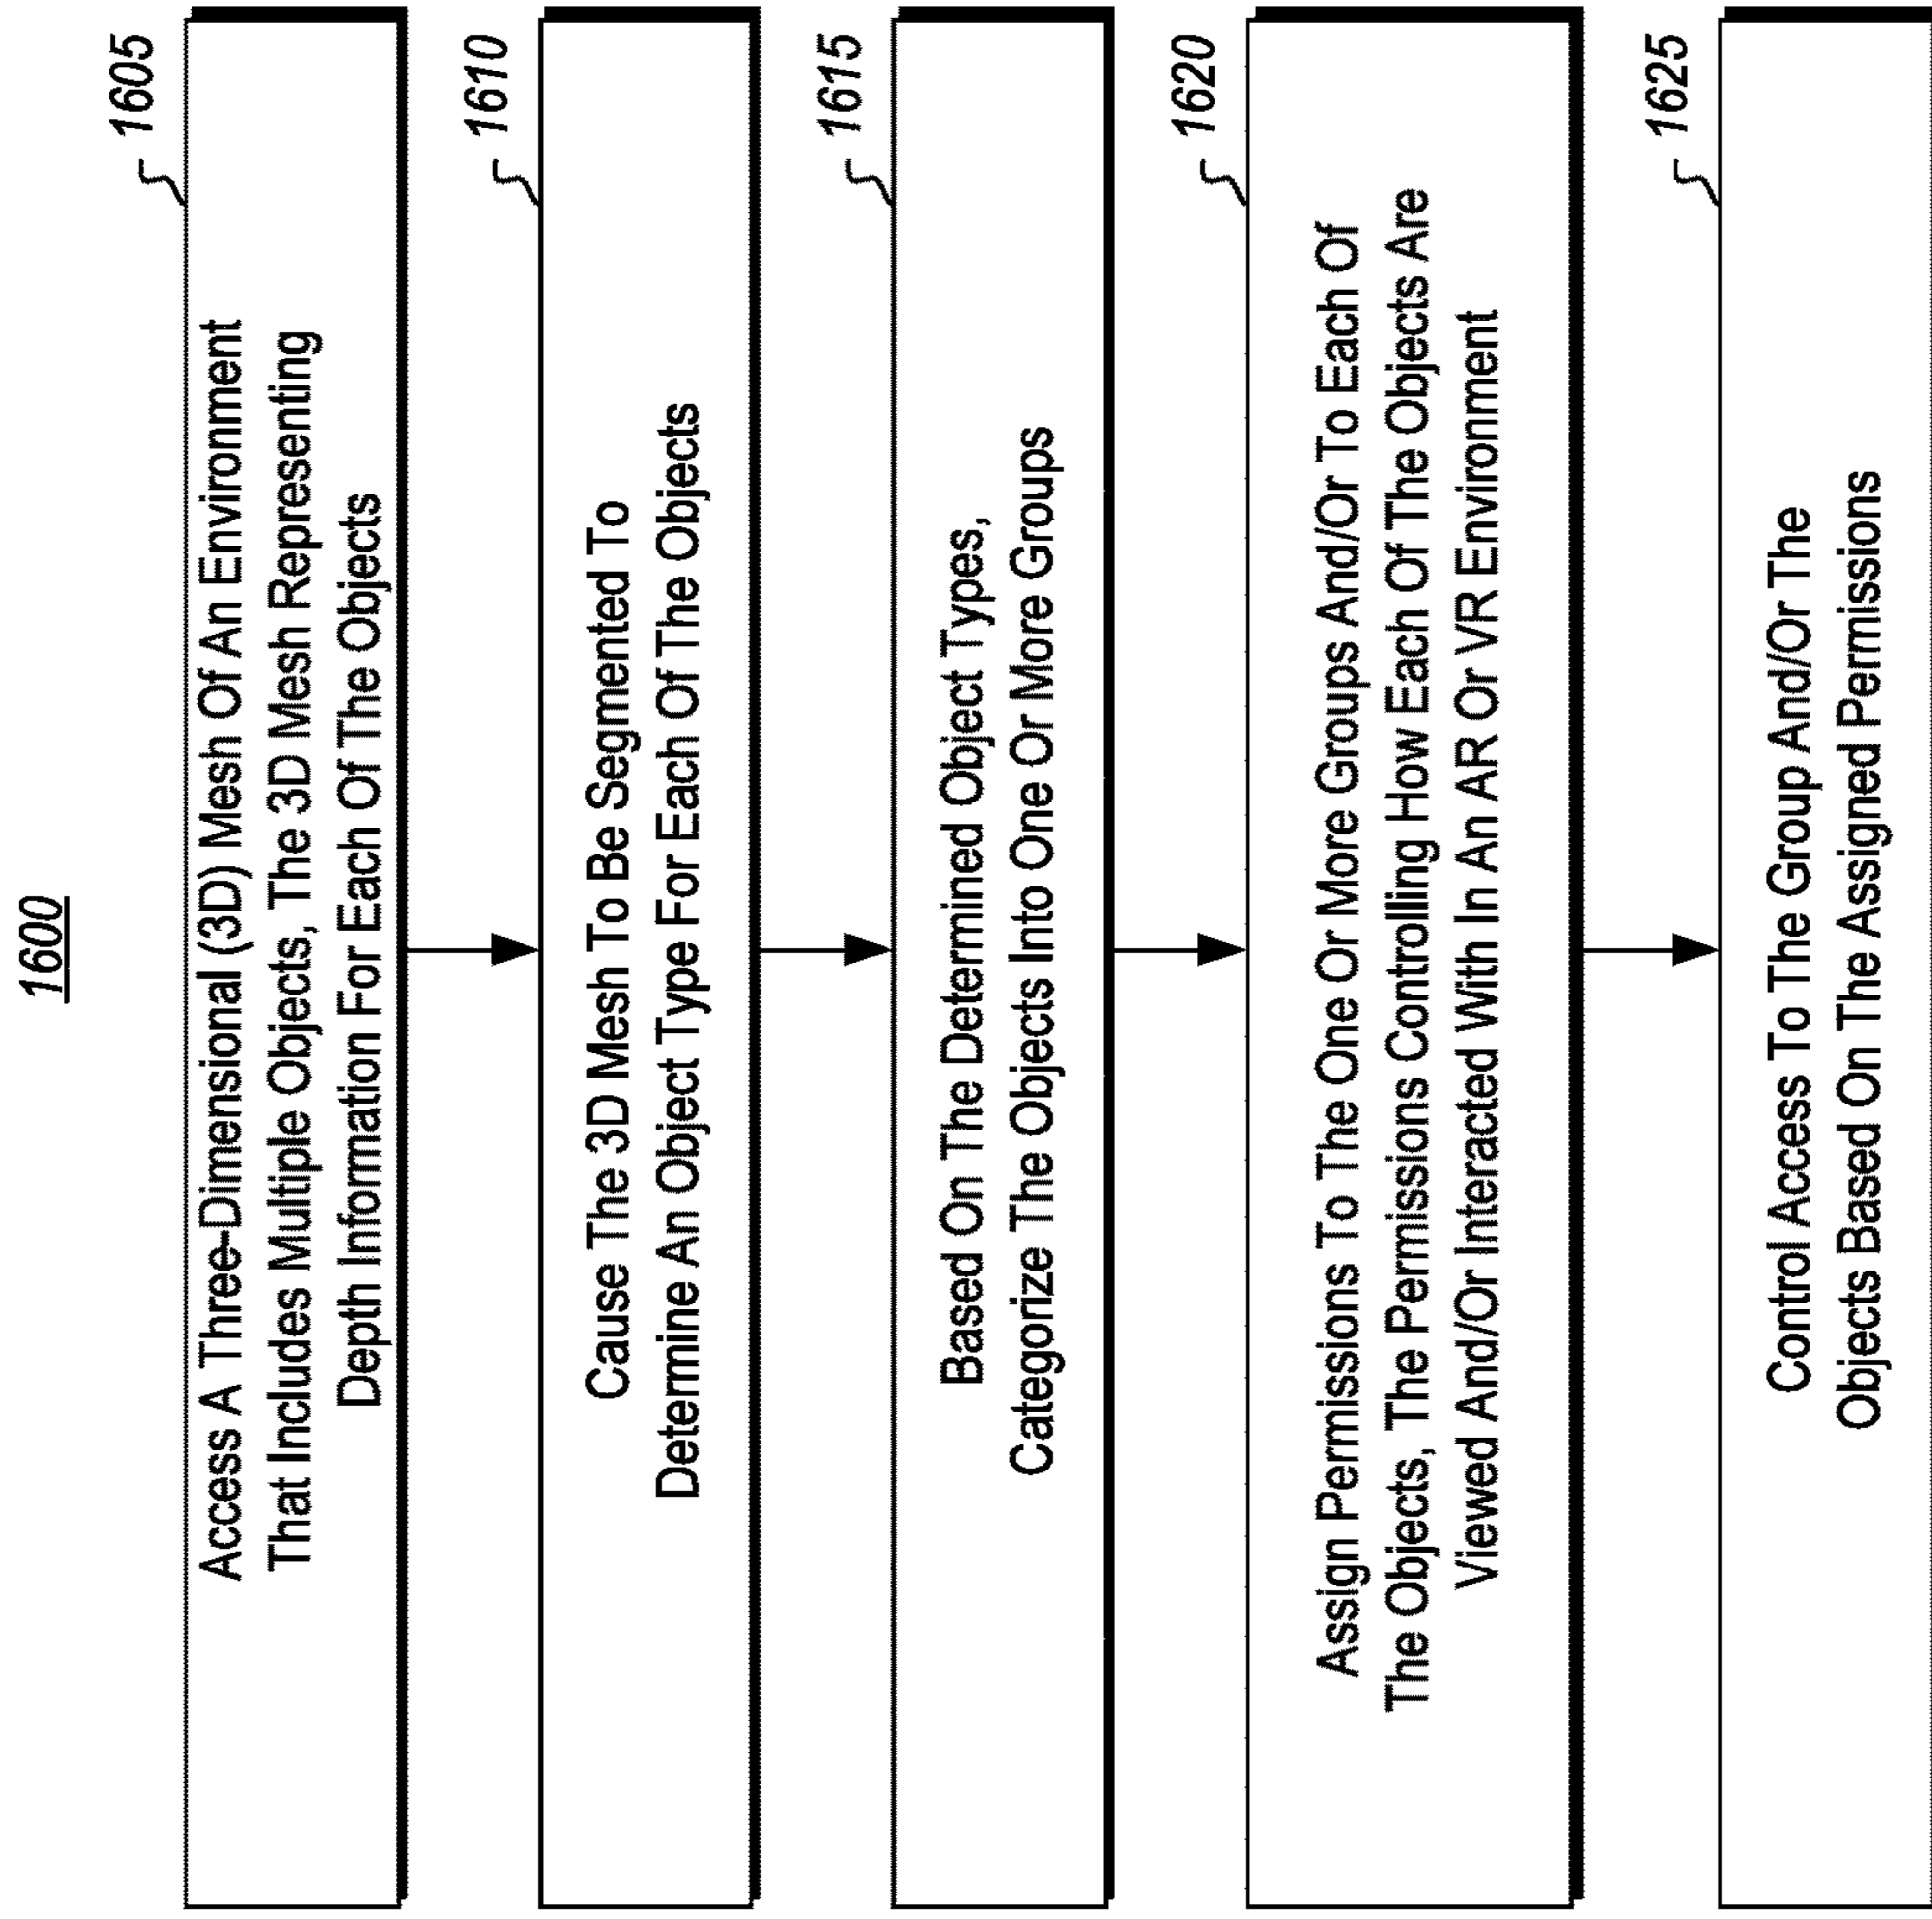 1600
1605
Access A Three-Dimensional (3D) Mesh Of An Environment
That Includes Multiple Objects, The 3D Mesh Representing
Depth Information For Each Of The Objects
1610
Cause The 3D Mesh To Be Segmented To
Determine An Object Type For Each Of The Objects
1615
Based On The Determined Object Types,
Categorize The Objects Into One Or More Groups
1620
Assign Permissions To The One Or More Groups And/Or To Each Of
The Objects, The Permissions Controlling How Each Of The Objects Are
Viewed And/Or Interacted With In An AR Or VR Environment
1625
Control Access To The Group And/Or The
Objects Based On The Assigned Permissions